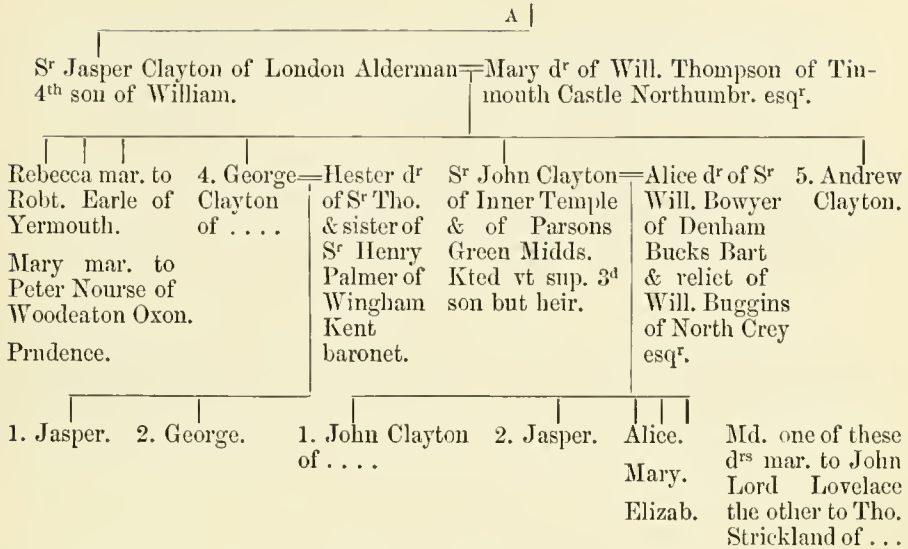 A
Sʳ Jasper Clayton of London Alderman=Mary dʳ of Will. Thompson of Tin-
4ᵗʰ son of William.
mouth Castle Northumbr. esqʳ.
Rebecca mar. to
Robt. Earle of
Yermouth.
Mary mar. to
Peter Nourse of
Woodeaton Oxon.
Prudence.
4. George=
Clayton
of . . . .
Hester dʳ
of Sʳ Tho.
& sister of
Sʳ Henry
Palmer of
Wingham
Kent
baronet.
Sʳ John Clayton=
of Inner Temple
& of Parsons
Green Midds.
Kted vt sup. 3ᵈ
son but heir.
Alice dʳ of Sʳ
Will. Bowyer
of Denham
Bucks Bart
& relict of
Will. Buggins
of North Crey
esqʳ.
5. Andrew
Clayton.
1. Jasper.
2. George.
1. John Clayton
of . . . .
2. Jasper.
Alice.
Mary.
Elizab.
Md. one of these
dʳˢ mar. to John
Lord Lovelace
the other to Tho.
Strickland of . . .